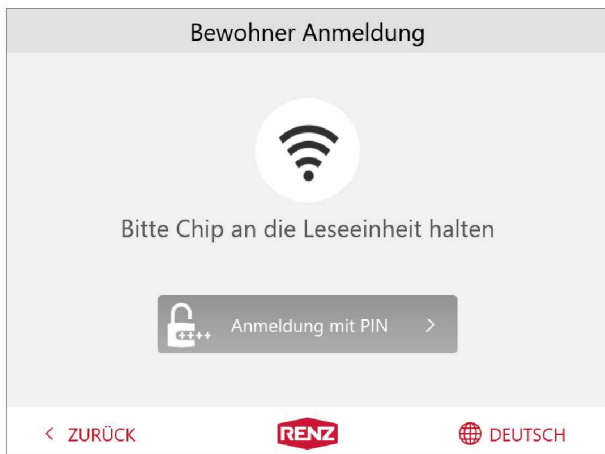 Bewohner Anmeldung
Bitte Chip an die Leseeinheit halten
++++ Anmeldung mit PIN >
< ZURÜCK
RENZ
DEUTSCH